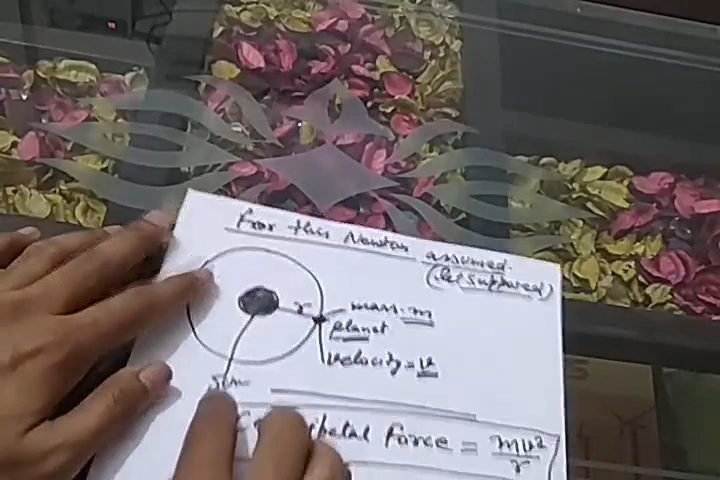 For this Newton assumed.
(let supposed)
r
mass = m
planet
velocity = v
Sun
Force = mv²/r